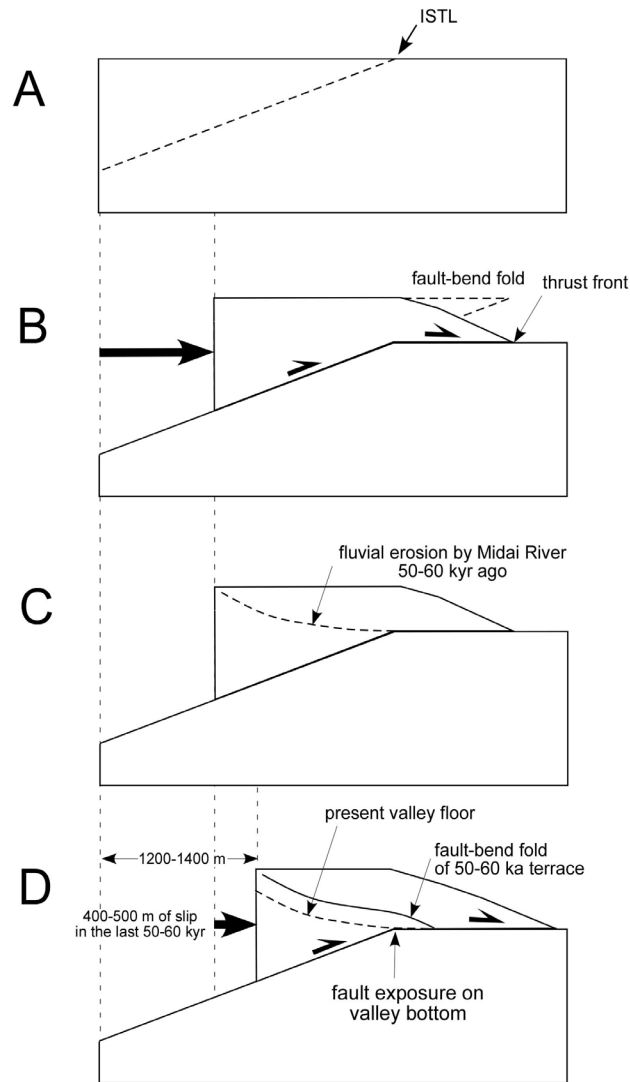 ISTL
A
B
fault-bend fold
thrust front
C
fluvial erosion by Midai River
50-60 kyr ago
D
present valley floor
1200-1400 m
fault-bend fold
of 50-60 ka terrace
400-500 m of slip
in the last 50-60 kyr
fault exposure on
valley bottom